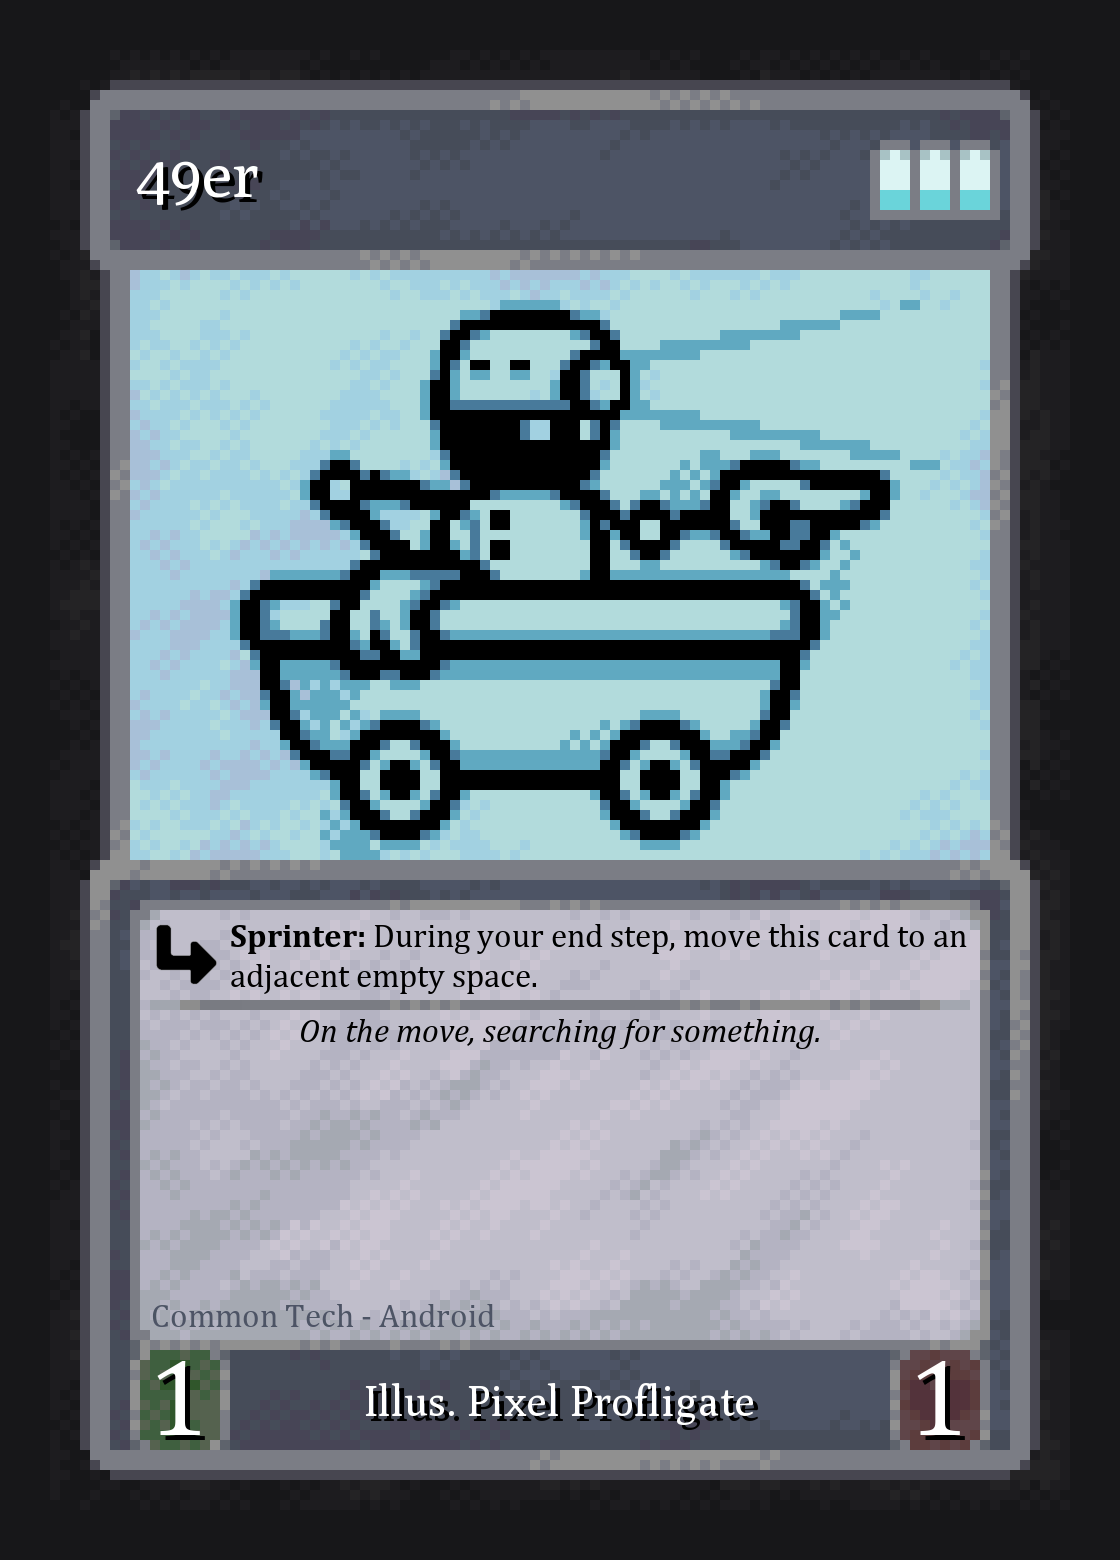 49er
Sprinter: During your end step, move this card to an
adjacent empty space.
On the move, searching for something.
Common Tech - Android
1
Illus. Pixel Profligate
1